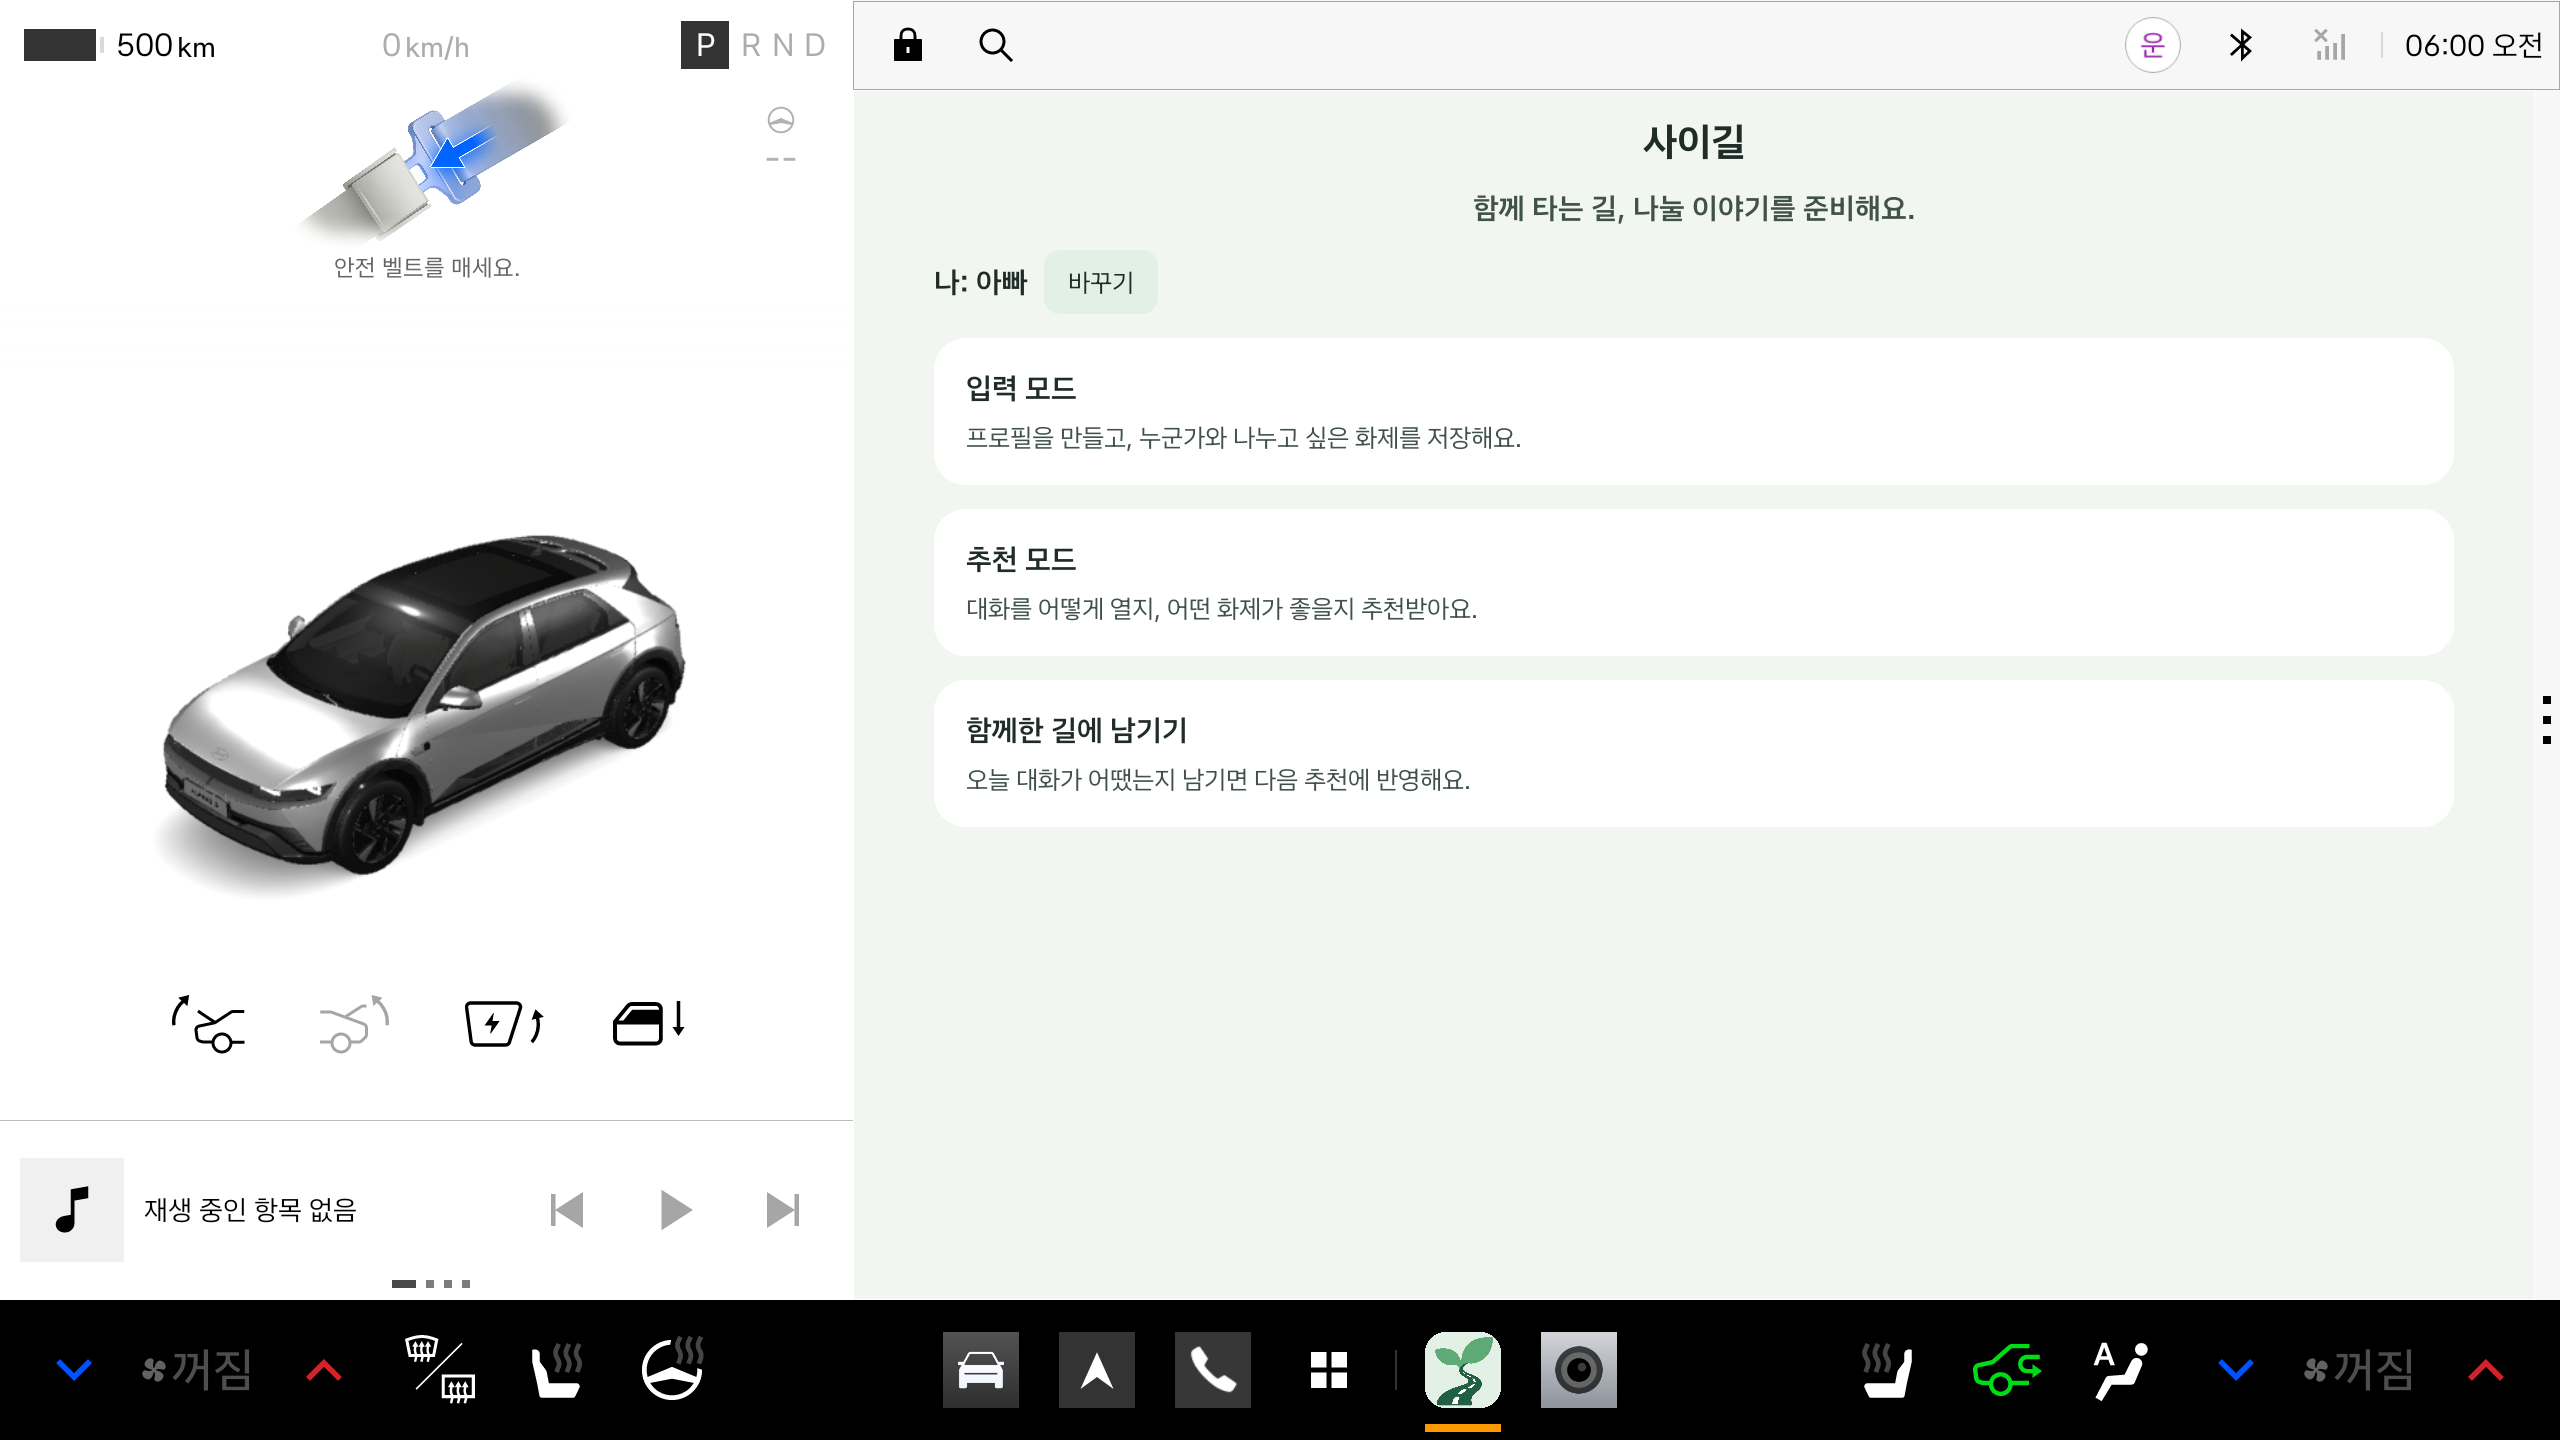 500 km
0 km/h
P R N D
운
06:00 오전
안전 벨트를 매세요.
사이길
함께 타는 길, 나눌 이야기를 준비해요.
나: 아빠
바꾸기
입력 모드
프로필을 만들고, 누군가와 나누고 싶은 화제를 저장해요.
추천 모드
대화를 어떻게 열지, 어떤 화제가 좋을지 추천받아요.
함께한 길에 남기기
오늘 대화가 어땠는지 남기면 다음 추천에 반영해요.
재생 중인 항목 없음
꺼짐
A
꺼짐